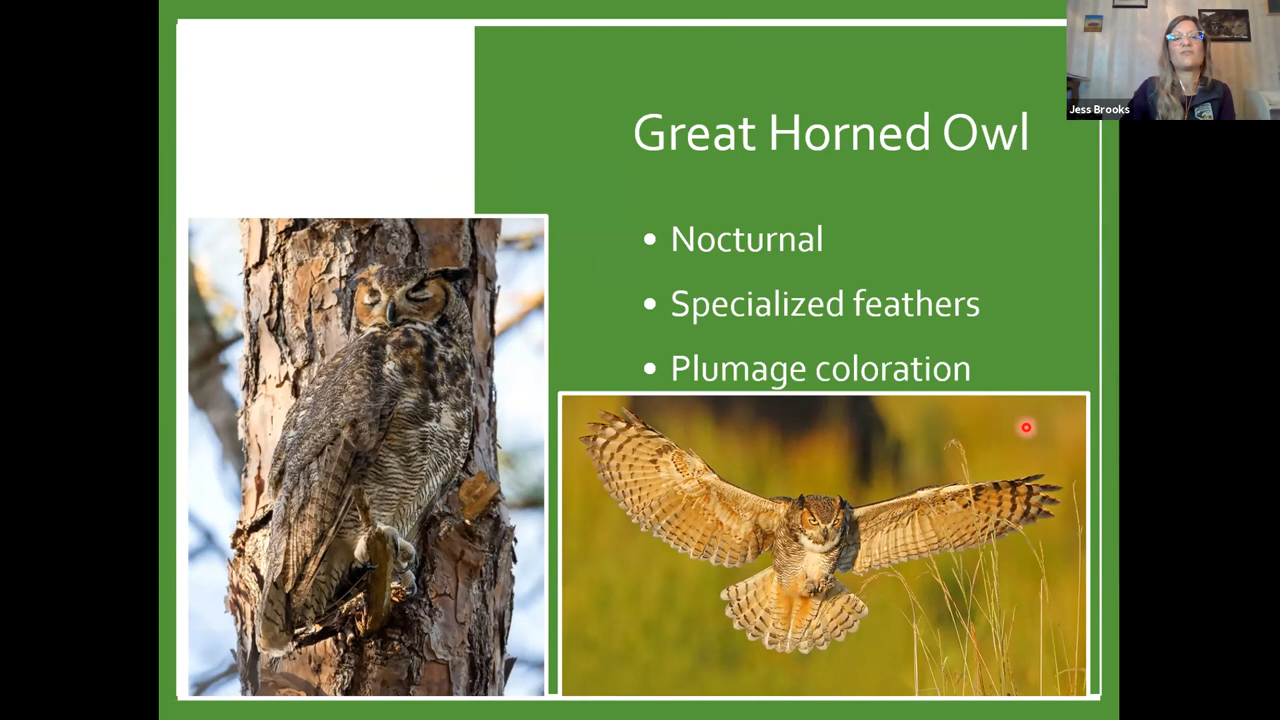 Jess Brooks
Great Horned Owl
• Nocturnal
• Specialized feathers
• Plumage coloration